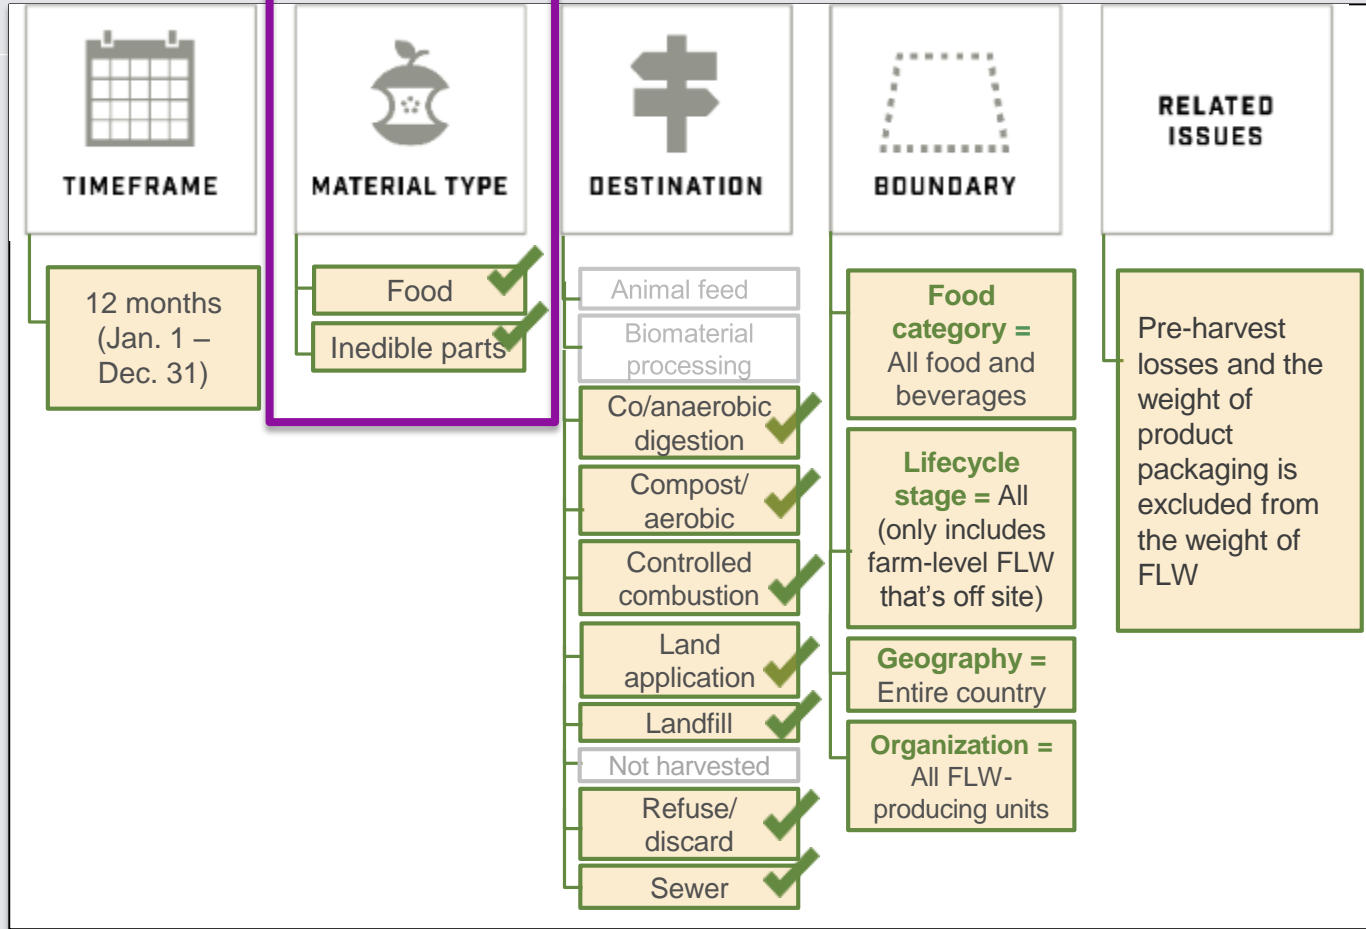 TIMEFRAME
12 months
(Jan. 1 –
Dec. 31)
MATERIAL TYPE
Food
Inedible parts
DESTINATION
Animal feed
Biomaterial
processing
Co/anaerobic
digestion
Compost/
aerobic
Controlled
combustion
Land
application
Landfill
Not harvested
Refuse/
discard
Sewer
BOUNDARY
Food
category =
All food and
beverages
Lifecycle
stage = All
(only includes
farm-level FLW
that's off site)
Geography =
Entire country
Organization =
All FLW-
producing units
RELATED
ISSUES
Pre-harvest
losses and the
weight of
product
packaging is
excluded from
the weight of
FLW